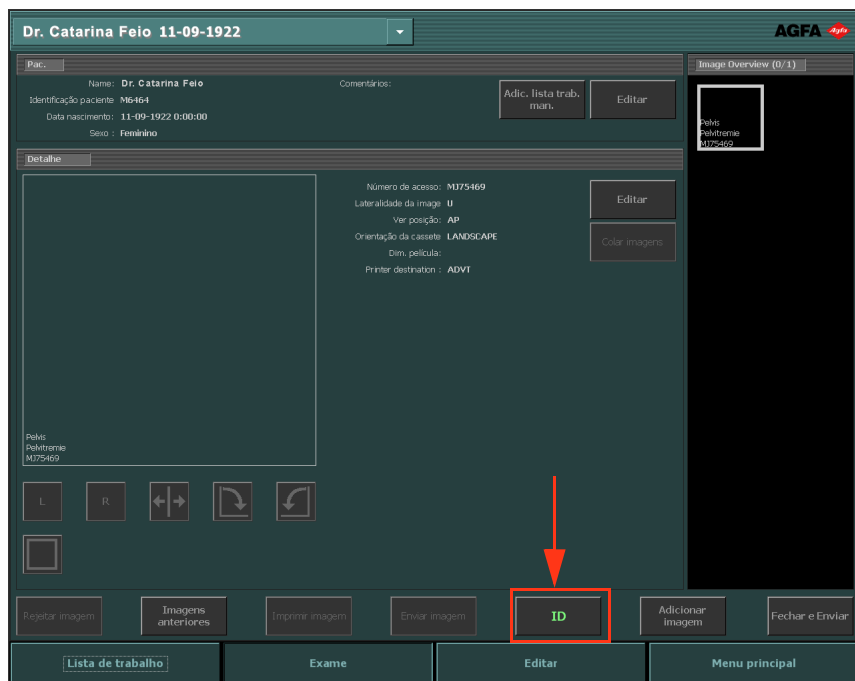 Dr. Catarina Feio 11-09-1922
AGFA
Agfa
Pac.
Name: Dr. Catarina Feio
Identificação paciente M6464
Data nascimento: 11-09-1922 0:00:00
Sexo : Feminino
Comentários:
Adic. lista trab.
man.
Editar
Image Overview (0/1)
Pelvis
Pelvitremie
MJ75469
Detalhe
Número de acesso: MJ75469
Lateralidade da image U
Ver posição: AP
Orientação da cassete LANDSCAPE
Dim. película:
Printer destination : ADVT
Editar
Colar imagens
Pelvis
Pelvitremie
MJ75469
L
R
Rejeitar imagem
Imagens
anteriores
Imprimir imagem
Enviar imagem
ID
Adicionar
imagem
Fechar e Enviar
Lista de trabalho
Exame
Editar
Menu principal